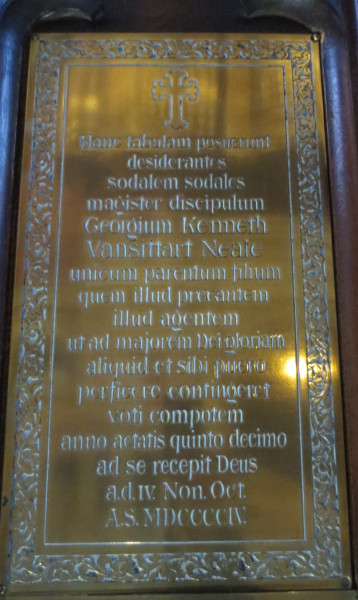 Hanc tabulam posuerunt
desiderantes
sodalem sodales
magister discipulum
Georgium Kenneth
Vansittart Neale
unicum parentum filium
quem illud precantem
illud agentem
ut ad majorem Dei gloriam
aliquid et sibi puero
perficere contingeret
voti compotem
anno aetatis quinto decimo
ad se recepit Deus
a.d. IV. Non. Oct.
A.S. MDCCCCIV.